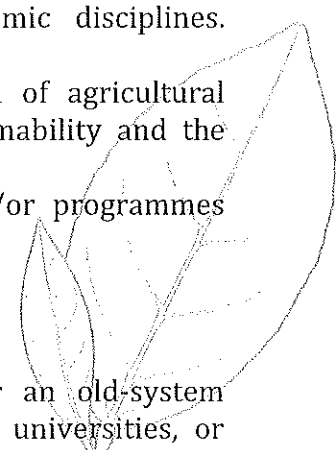 mic disciplines.
of agricultural
nability and the
/or programmes
an old-system
universities, or